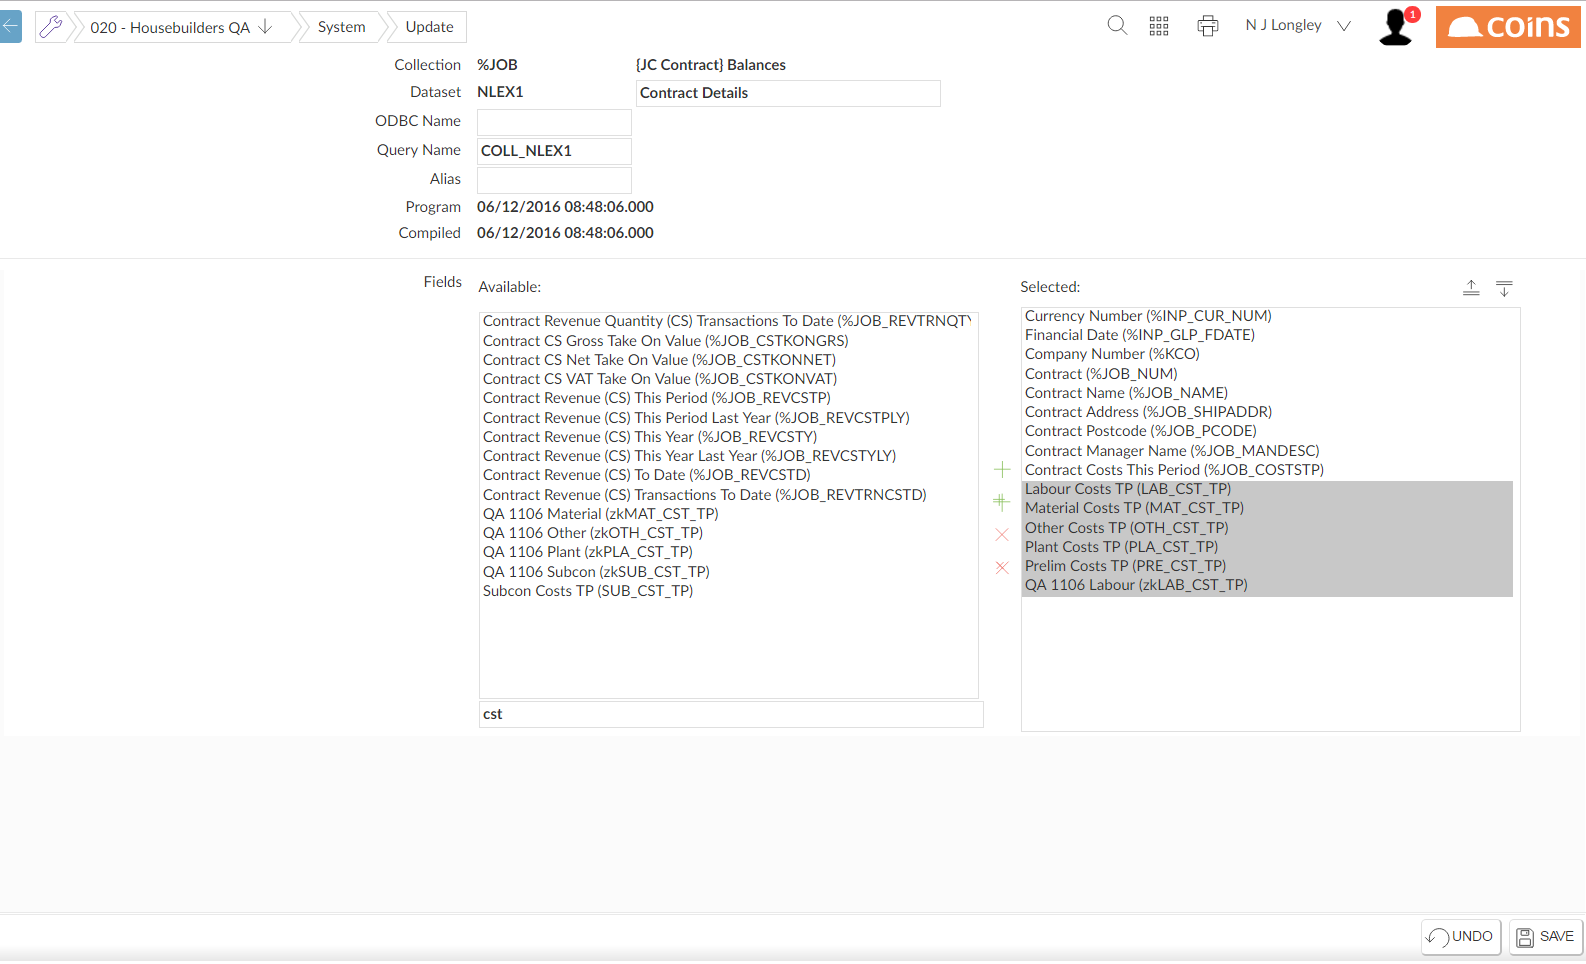 020 - Housebuilders QA
System
Update
N J Longley
1
coins
Collection %JOB {JC Contract} Balances
Dataset NLEX1 Contract Details
ODBC Name
Query Name COLL_NLEX1
Alias
Program 06/12/2016 08:48:06.000
Compiled 06/12/2016 08:48:06.000
Fields
Available:
Contract Revenue Quantity (CS) Transactions To Date (%JOB_REVTRNQTY
Contract CS Gross Take On Value (%JOB_CSTKONGRS)
Contract CS Net Take On Value (%JOB_CSTKONNET)
Contract CS VAT Take On Value (%JOB_CSTKONVAT)
Contract Revenue (CS) This Period (%JOB_REVCSTP)
Contract Revenue (CS) This Period Last Year (%JOB_REVCSTPLY)
Contract Revenue (CS) This Year (%JOB_REVCSTY)
Contract Revenue (CS) This Year Last Year (%JOB_REVCSTYLY)
Contract Revenue (CS) To Date (%JOB_REVCSTD)
Contract Revenue (CS) Transactions To Date (%JOB_REVTRNCSTD)
QA 1106 Material (zkMAT_CST_TP)
QA 1106 Other (zkOTH_CST_TP)
QA 1106 Plant (zkPLA_CST_TP)
QA 1106 Subcon (zkSUB_CST_TP)
Subcon Costs TP (SUB_CST_TP)
cst
Selected:
Currency Number (%INP_CUR_NUM)
Financial Date (%INP_GLP_FDATE)
Company Number (%KCO)
Contract (%JOB_NUM)
Contract Name (%JOB_NAME)
Contract Address (%JOB_SHIPADDR)
Contract Postcode (%JOB_PCODE)
Contract Manager Name (%JOB_MANDESC)
Contract Costs This Period (%JOB_COSTSTP)
Labour Costs TP (LAB_CST_TP)
Material Costs TP (MAT_CST_TP)
Other Costs TP (OTH_CST_TP)
Plant Costs TP (PLA_CST_TP)
Prelim Costs TP (PRE_CST_TP)
QA 1106 Labour (zkLAB_CST_TP)
UNDO
SAVE